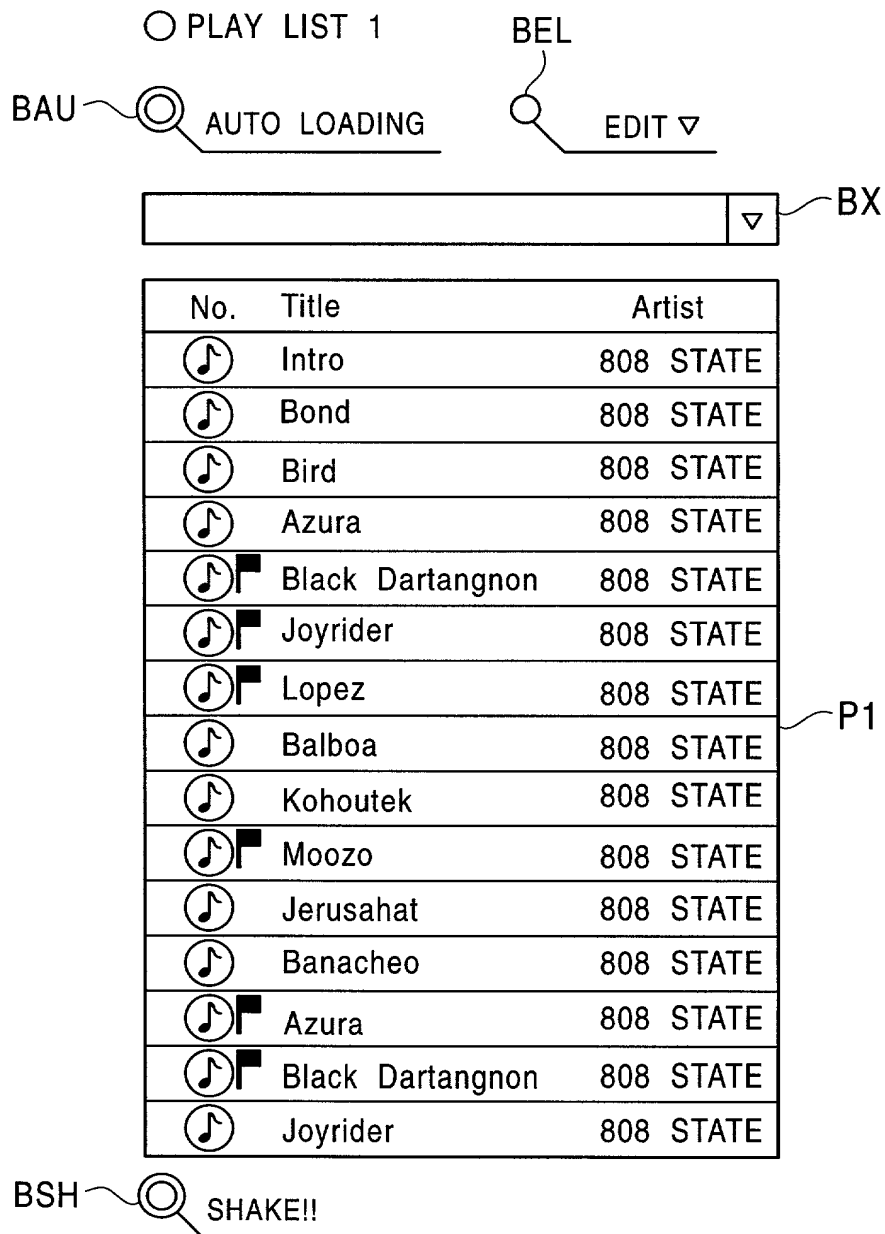 PLAY LIST 1
BEL
BAU
AUTO LOADING
EDIT
BX
No. Title Artist
Intro 808 STATE
Bond 808 STATE
Bird 808 STATE
Azura 808 STATE
Black Dartangnon 808 STATE
Joyrider 808 STATE
Lopez 808 STATE
P1
Balboa 808 STATE
Kohoutek 808 STATE
Moozo 808 STATE
Jerusahat 808 STATE
Banacheo 808 STATE
Azura 808 STATE
Black Dartangnon 808 STATE
Joyrider 808 STATE
BSH
SHAKE!!